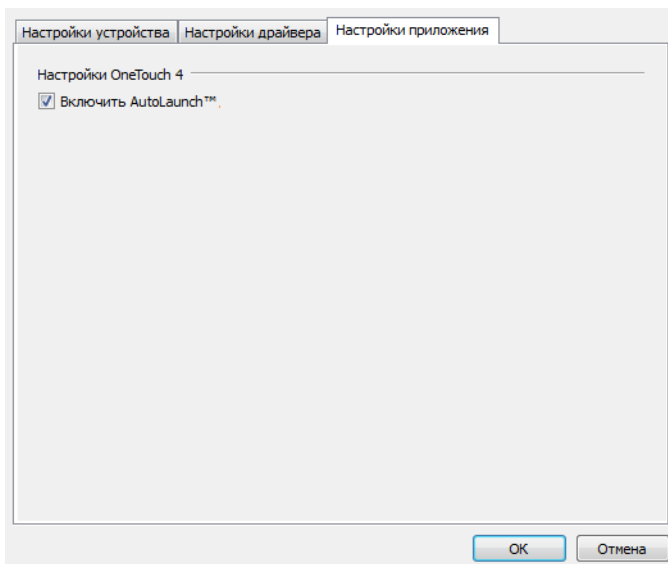 Настройки устройства Настройки драйвера Настройки приложения
Настройки OneTouch 4
Включить AutoLaunch™.
OK Отмена